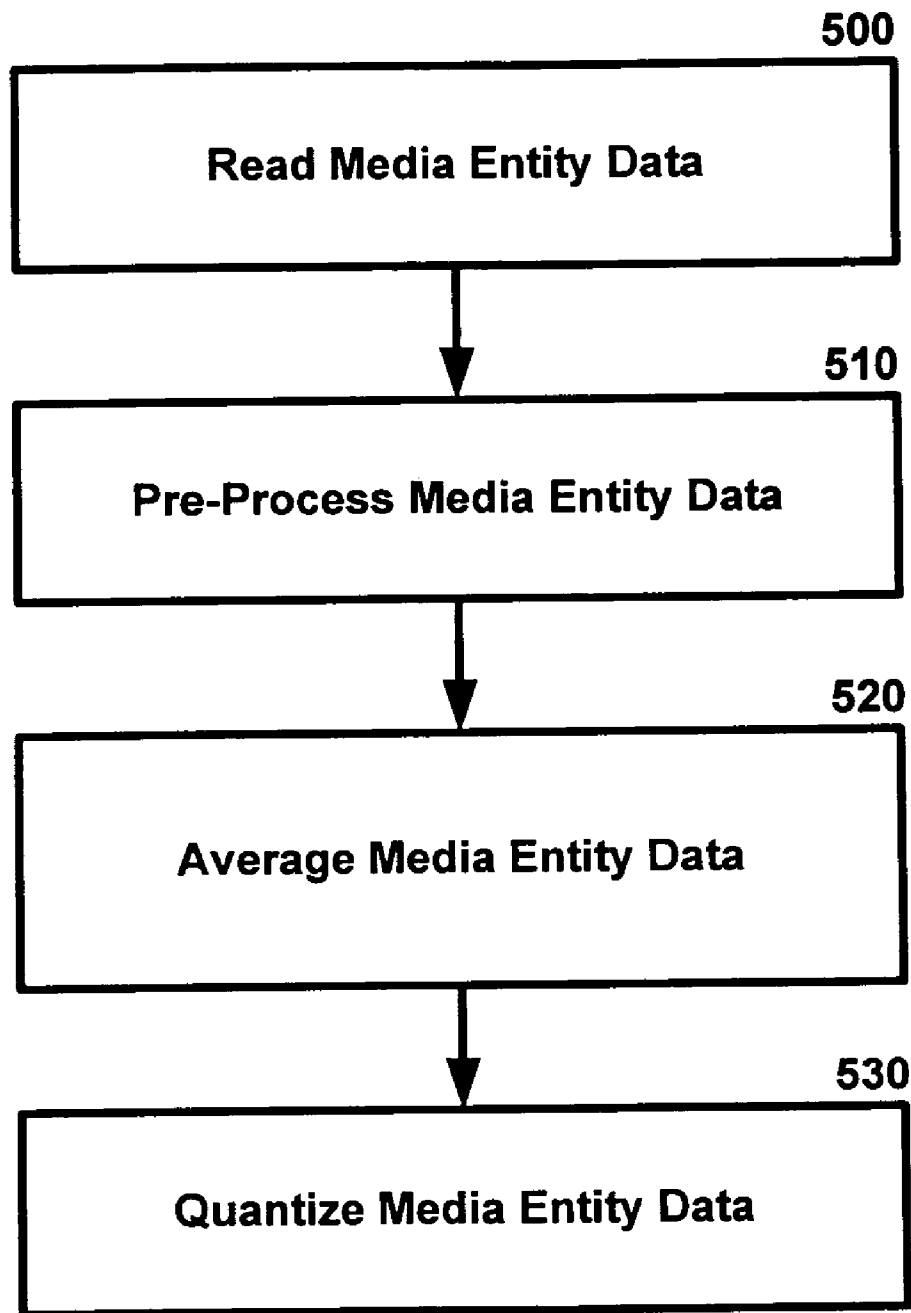 500
Read Media Entity Data
510
Pre-Process Media Entity Data
520
Average Media Entity Data
530
Quantize Media Entity Data